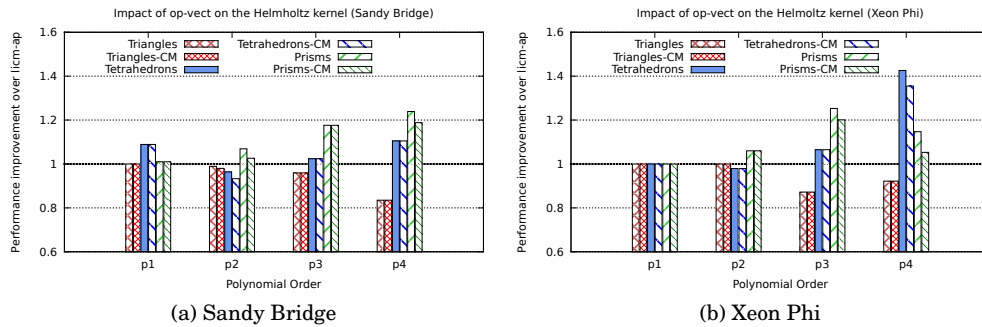 Impact of op-vect on the Helmholtz kernel (Sandy Bridge)
Performance improvement over licm-ap
1.6
1.4
1.2
1
0.8
0.6
Triangles
Triangles-CM
Tetrahedrons
Tetrahedrons-CM
Prisms
Prisms-CM
p1 p2 p3 p4
Polynomial Order
(a) Sandy Bridge
Impact of op-vect on the Helmoltz kernel (Xeon Phi)
Performance improvement over licm-ap
1.6
1.4
1.2
1
0.8
0.6
Triangles
Triangles-CM
Tetrahedrons
Tetrahedrons-CM
Prisms
Prisms-CM
p1 p2 p3 p4
Polynomial Order
(b) Xeon Phi